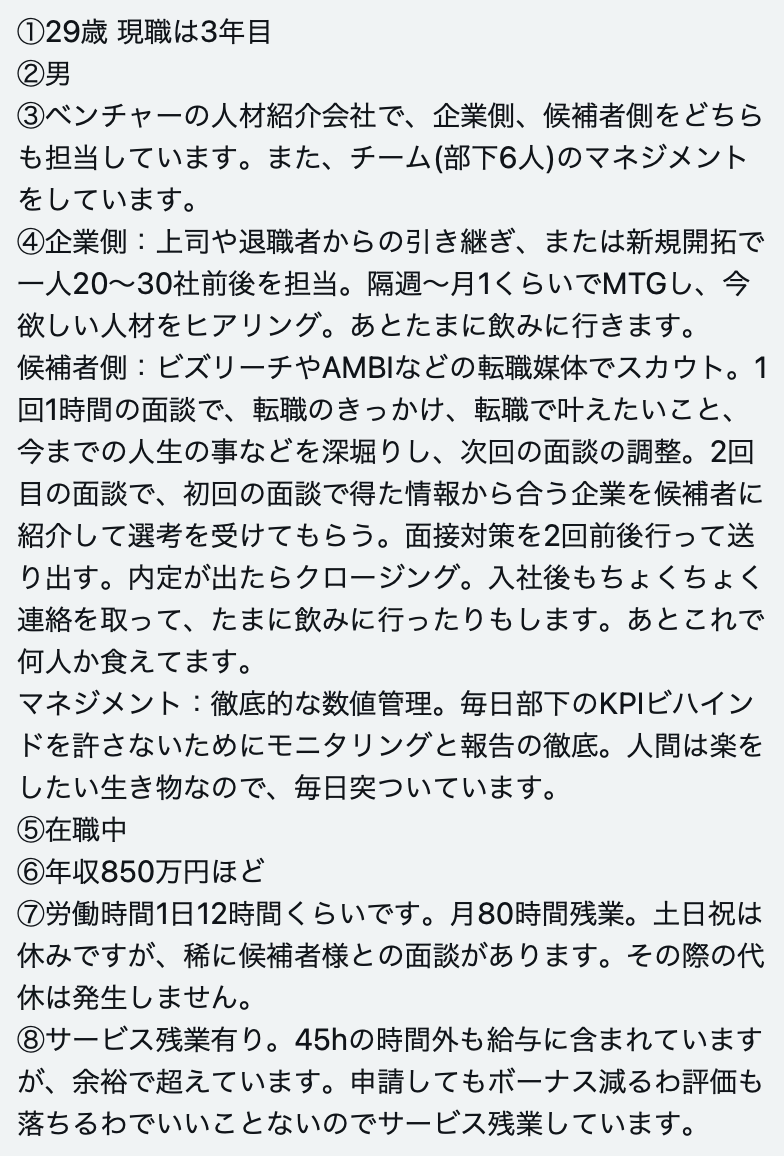 ①29歳 現職は3年目
②男
③ベンチャーの人材紹介会社で、企業側、候補者側をどちら
も担当しています。また、チーム(部下6人)のマネジメント
をしています。
④企業側：上司や退職者からの引き継ぎ、または新規開拓で
一人20〜30社前後を担当。隔週〜月1くらいでMTGし、今
欲しい人材をヒアリング。あとたまに飲みに行きます。
候補者側：ビズリーチやAMBIなどの転職媒体でスカウト。1
回1時間の面談で、転職のきっかけ、転職で叶えたいこと、
今までの人生の事などを深堀りし、次回の面談の調整。2回
目の面談で、初回の面談で得た情報から合う企業を候補者に
紹介して選考を受けてもらう。面接対策を2回前後行って送
り出す。内定が出たらクロージング。入社後もちょくちょく
連絡を取って、たまに飲みに行ったりもします。あとこれで
何人か食えてます。
マネジメント：徹底的な数値管理。毎日部下のKPIビハイン
ドを許さないためにモニタリングと報告の徹底。人間は楽を
したい生き物なので、毎日突ついています。
⑤在職中
⑥年収850万円ほど
⑦労働時間1日12時間くらいです。月80時間残業。土日祝は
休みですが、稀に候補者様との面談があります。その際の代
休は発生しません。
⑧サービス残業有り。45hの時間外も給与に含まれています
が、余裕で超えています。申請してもボーナス減るわ評価も
落ちるわでいいことないのでサービス残業しています。